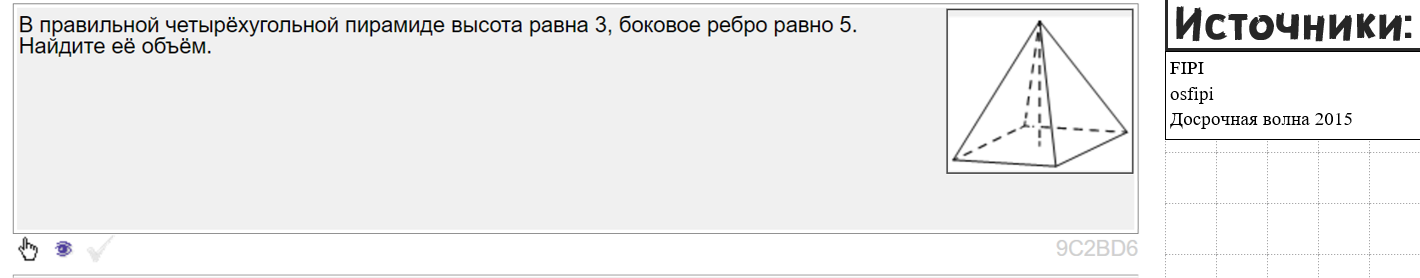 В правильной четырёхугольной пирамиде высота равна 3, боковое ребро равно 5.
Найдите её объём.
9C2BD6
Источники:
FIPI
osfipi
Досрочная волна 2015